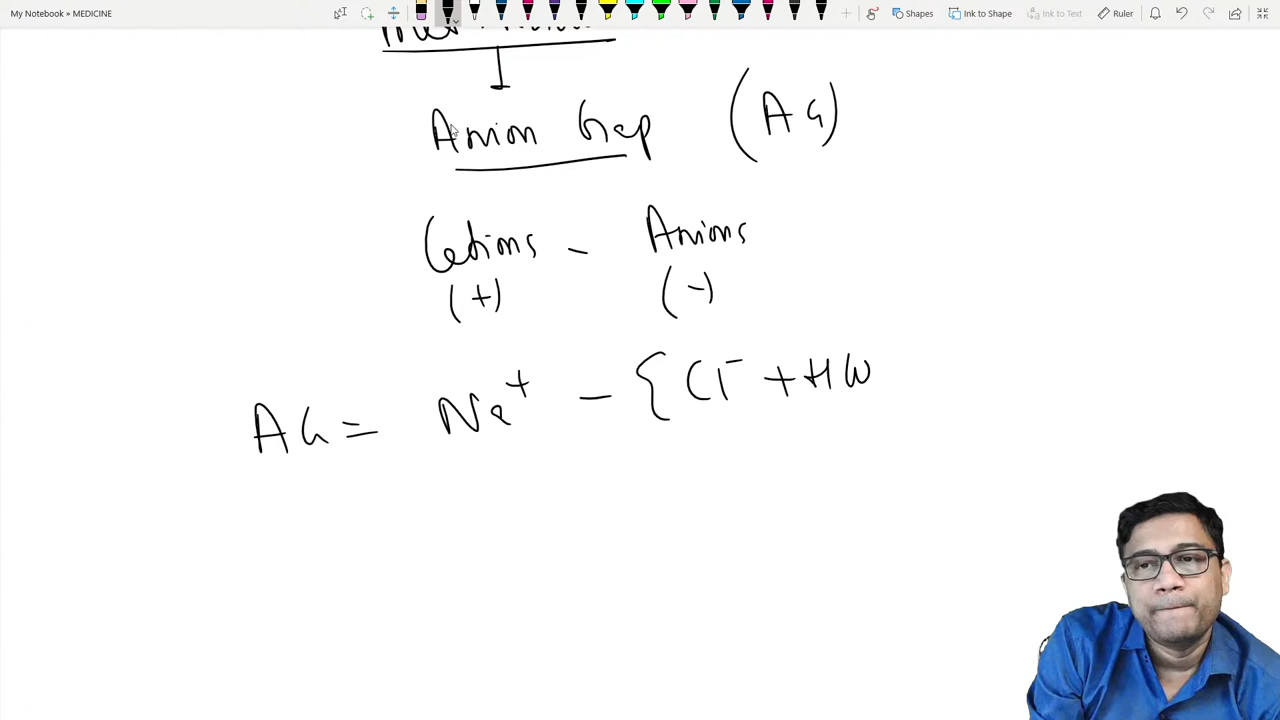 My Notebook » MEDICINE
Shapes Ink to Shape Ink to Text Ruler
Anion Gap (AG)
Cations - Anions
(+) (-)
AG = Na+ - {Cl- + HCO